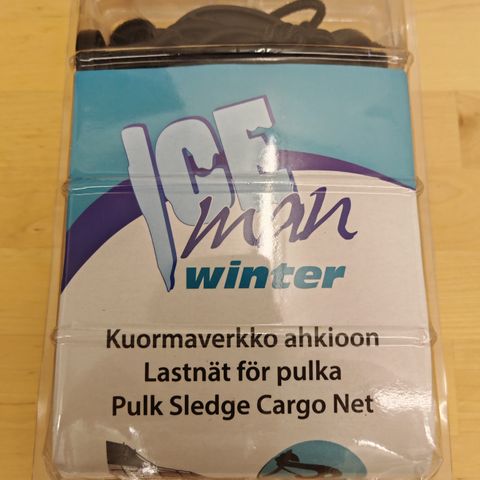 ICE
man
winter
Kuormaverkko ahkioon
Lastnät för pulka
Pulk Sledge Cargo Net